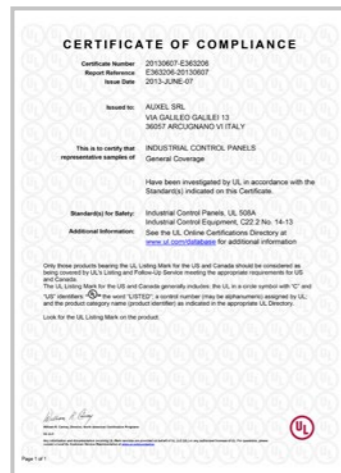 CERTIFICATE OF COMPLIANCE
Certificate Number 20130607-E363206
Report Reference E363206-20130607
Issue Date 2013-JUNE-07
Issued to: AUXEL SRL
VIA GALILEO GALILEI 13
36057 ARCUGNANO VI ITALY
This is to certify that INDUSTRIAL CONTROL PANELS
representative samples of General Coverage
Have been investigated by UL in accordance with the
Standard(s) indicated on this Certificate.
Standard(s) for Safety: Industrial Control Panels, UL 508A
Industrial Control Equipment, C22.2 No. 14-13
Additional Information: See the UL Online Certifications Directory at
www.ul.com/database for additional information
Only those products bearing the UL Listing Mark for the US and Canada should be considered as
being covered by UL's Listing and Follow-Up Service meeting the appropriate requirements for US
and Canada.
The UL Listing Mark for the US and Canada generally includes: the UL in a circle symbol with "C" and
"US" identifiers: the word "LISTED"; a control number (may be alphanumeric) assigned by UL;
and the product category name (product identifier) as indicated in the appropriate UL Directory.
Look for the UL Listing Mark on the product.
UL
Page 1 of 1